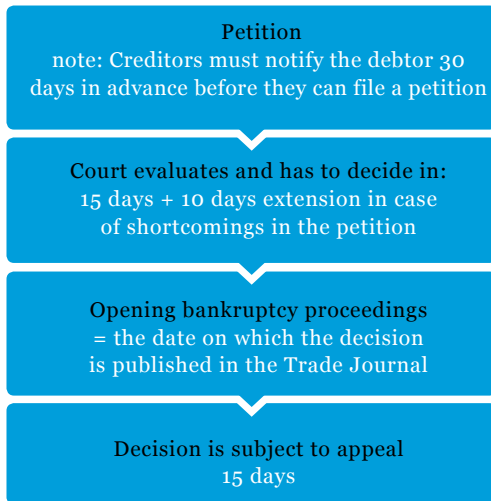 Petition
note: Creditors must notify the debtor 30
days in advance before they can file a petition
Court evaluates and has to decide in:
15 days + 10 days extension in case
of shortcomings in the petition
Opening bankruptcy proceedings
= the date on which the decision
is published in the Trade Journal
Decision is subject to appeal
15 days